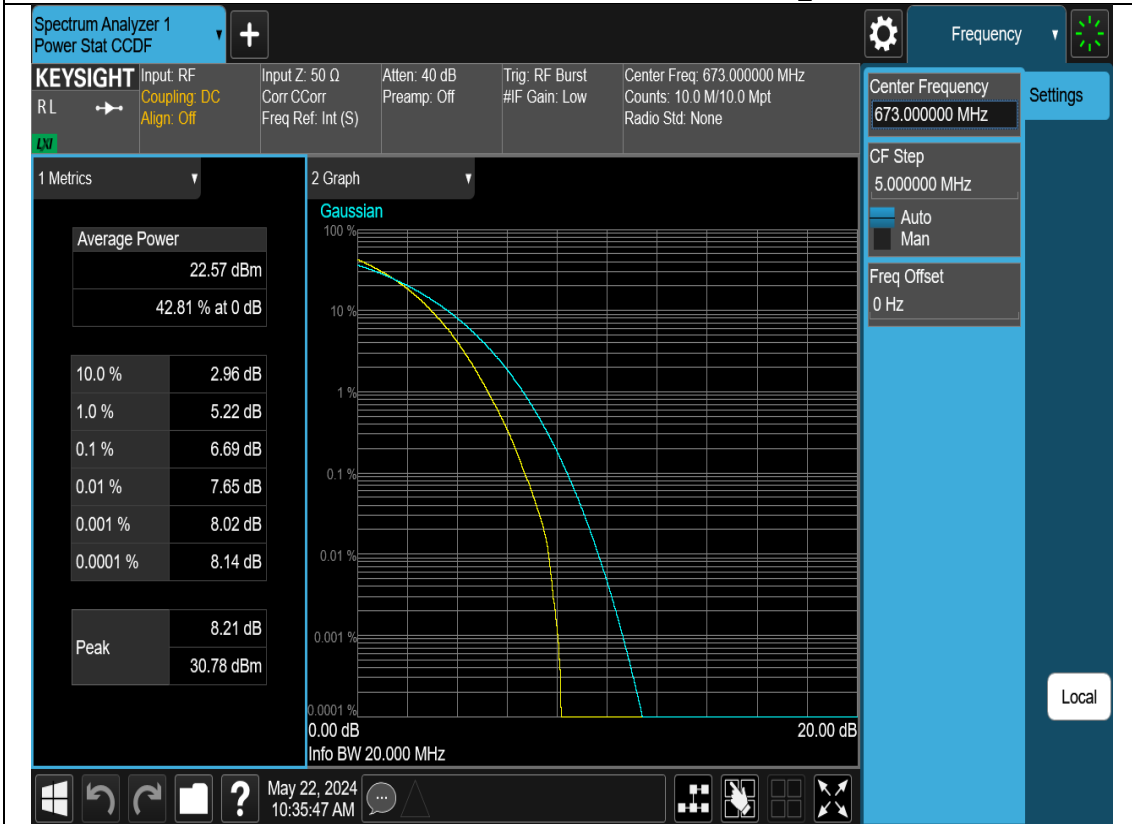 Spectrum Analyzer 1
Power Stat CCDF
+
Frequency
KEYSIGHT
RL
LXI
Input: RF
Coupling: DC
Align: Off
Input Z: 50 Ω
Corr CCorr
Freq Ref: Int (S)
Atten: 40 dB
Preamp: Off
Trig: RF Burst
#IF Gain: Low
Center Freq: 673.000000 MHz
Counts: 10.0 M/10.0 Mpt
Radio Std: None
Center Frequency
673.000000 MHz
Settings
CF Step
5.000000 MHz
Auto
Man
Freq Offset
0 Hz
Local
1 Metrics
Average Power
22.57 dBm
42.81 % at 0 dB
10.0 % 2.96 dB
1.0 % 5.22 dB
0.1 % 6.69 dB
0.01 % 7.65 dB
0.001 % 8.02 dB
0.0001 % 8.14 dB
Peak
8.21 dB
30.78 dBm
2 Graph
Gaussian
100 %
10 %
1 %
0.1 %
0.01 %
0.001 %
0.0001 %
0.00 dB 20.00 dB
Info BW 20.000 MHz
?
May 22, 2024
10:35:47 AM